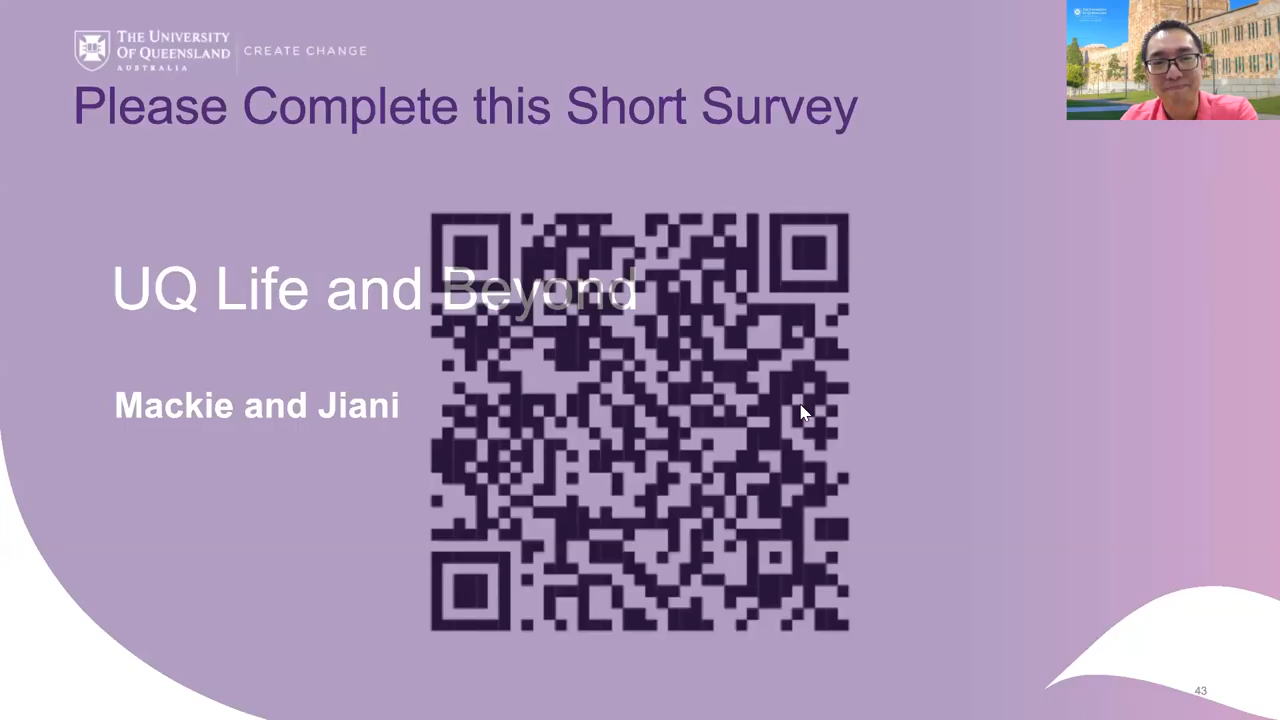 THE UNIVERSITY
OF QUEENSLAND
AUSTRALIA
CREATE CHANGE
Please Complete this Short Survey
UQ Life and Beyond
Mackie and Jiani
43